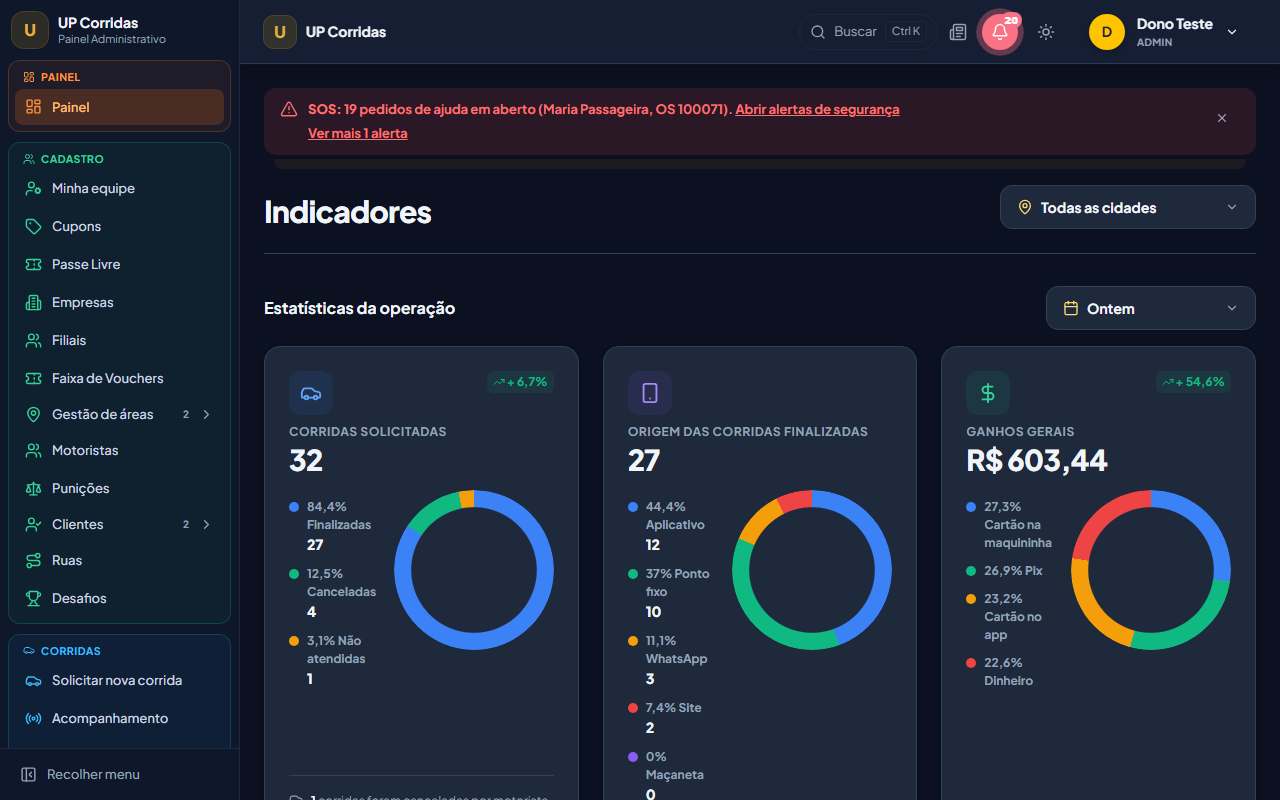 U
UP Corridas
Painel Administrativo
PAINEL
Painel
CADASTRO
Minha equipe
Cupons
Passe Livre
Empresas
Filiais
Faixa de Vouchers
Gestão de áreas 2
Motoristas
Punições
Clientes 2
Ruas
Desafios
CORRIDAS
Solicitar nova corrida
Acompanhamento
Recolher menu
U UP Corridas
Buscar Ctrl K
20
D
Dono Teste
ADMIN
SOS: 19 pedidos de ajuda em aberto (Maria Passageira, OS 100071). Abrir alertas de segurança
Ver mais 1 alerta
Indicadores
Todas as cidades
Estatísticas da operação
Ontem
+ 6,7%
CORRIDAS SOLICITADAS
32
84,4%
Finalizadas
27
12,5%
Canceladas
4
3,1% Não
atendidas
1
1 corridas foram canceladas por motorista
ORIGEM DAS CORRIDAS FINALIZADAS
27
44,4%
Aplicativo
12
37% Ponto
fixo
10
11,1%
WhatsApp
3
7,4% Site
2
0%
Maçaneta
0
+ 54,6%
GANHOS GERAIS
R$ 603,44
27,3%
Cartão na
maquininha
26,9% Pix
23,2%
Cartão no
app
22,6%
Dinheiro